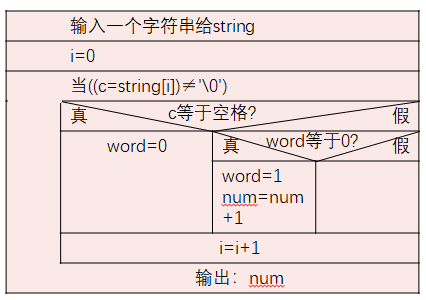 输入一个字符串给string
i=0
当((c=string[i])≠'\0')
c等于空格?
真
假
word=0
word等于0?
真
假
word=1
num=num
+1
i=i+1
输出：num